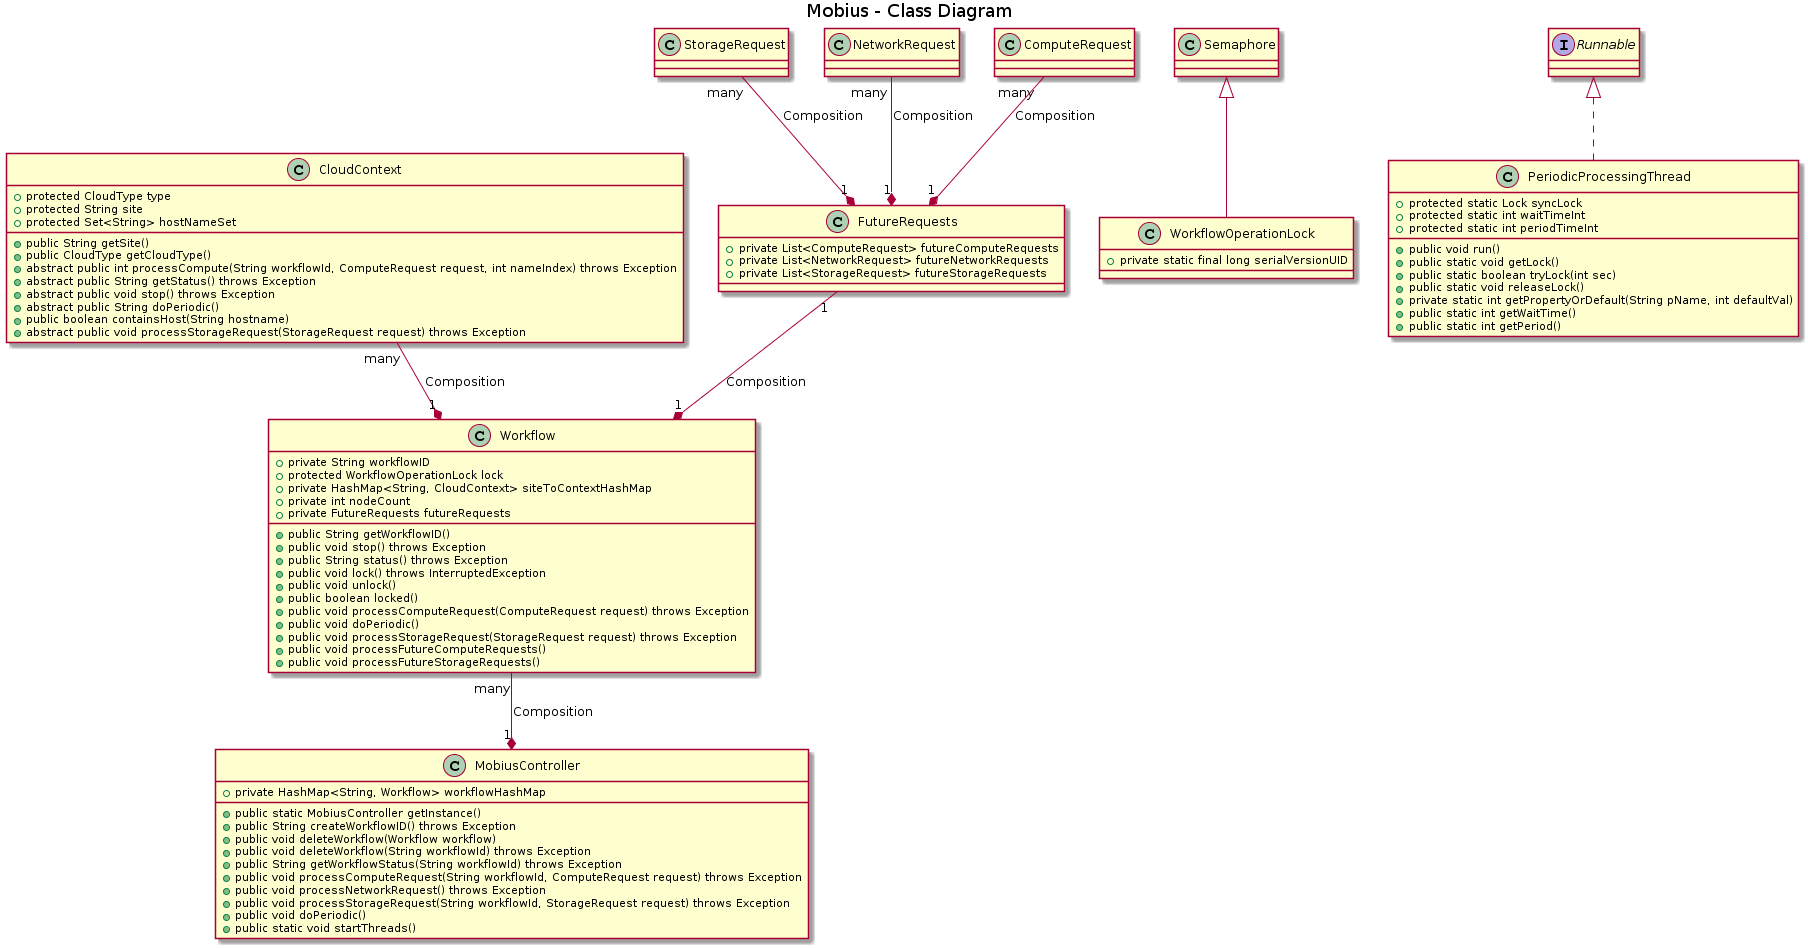 Mobius - Class Diagram
C StorageRequest
C NetworkRequest
C ComputeRequest
C Semaphore
I Runnable
many
Composition
1
many
Composition
1
many
Composition
1
C CloudContext
protected CloudType type
protected String site
protected Set<String> hostNameSet
public String getSite()
public CloudType getCloudType()
abstract public int processCompute(String workflowId, ComputeRequest request, int nameIndex) throws Exception
abstract public String getStatus() throws Exception
abstract public void stop() throws Exception
abstract public String doPeriodic()
public boolean containsHost(String hostname)
abstract public void processStorageRequest(StorageRequest request) throws Exception
C FutureRequests
private List<ComputeRequest> futureComputeRequests
private List<NetworkRequest> futureNetworkRequests
private List<StorageRequest> futureStorageRequests
C WorkflowOperationLock
private static final long serialVersionUID
C PeriodicProcessingThread
protected static Lock syncLock
protected static int waitTimeInt
protected static int periodTimeInt
public void run()
public static void getLock()
public static boolean tryLock(int sec)
public static void releaseLock()
private static int getPropertyOrDefault(String pName, int defaultVal)
public static int getWaitTime()
public static int getPeriod()
many
Composition
1
1
Composition
1
C Workflow
private String workflowID
protected WorkflowOperationLock lock
private HashMap<String, CloudContext> siteToContextHashMap
private int nodeCount
private FutureRequests futureRequests
public String getWorkflowID()
public void stop() throws Exception
public String status() throws Exception
public void lock() throws InterruptedException
public void unlock()
public boolean locked()
public void processComputeRequest(ComputeRequest request) throws Exception
public void doPeriodic()
public void processStorageRequest(StorageRequest request) throws Exception
public void processFutureComputeRequests()
public void processFutureStorageRequests()
many
Composition
1
C MobiusController
private HashMap<String, Workflow> workflowHashMap
public static MobiusController getInstance()
public String createWorkflowID() throws Exception
public void deleteWorkflow(Workflow workflow)
public void deleteWorkflow(String workflowId) throws Exception
public String getWorkflowStatus(String workflowId) throws Exception
public void processComputeRequest(String workflowId, ComputeRequest request) throws Exception
public void processNetworkRequest() throws Exception
public void processStorageRequest(String workflowId, StorageRequest request) throws Exception
public void doPeriodic()
public static void startThreads()